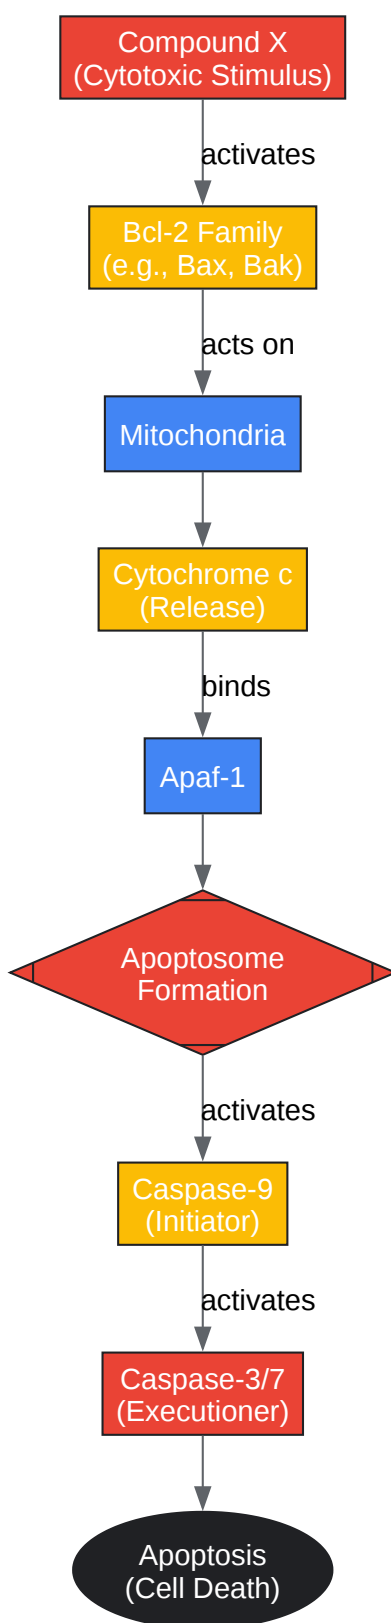 Compound X
(Cytotoxic Stimulus)
activates
Bcl-2 Family
(e.g., Bax, Bak)
acts on
Mitochondria
Cytochrome c
(Release)
binds
Apaf-1
Apoptosome
Formation
activates
Caspase-9
(Initiator)
activates
Caspase-3/7
(Executioner)
Apoptosis
(Cell Death)